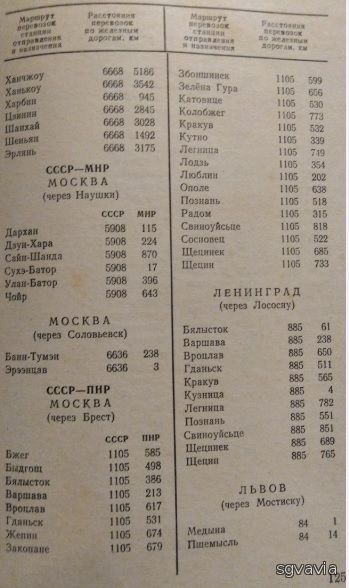 Маршрут
перевозок
станции
отправления
и назначения
Расстояния
перевозок
по железным
дорогам, км
Ханчжоу 6668 5186
Ханькоу 6668 3542
Харбин 6668 945
Цзинин 6668 2845
Шанхай 6668 3028
Шеньян 6668 1492
Эрлянь 6668 3175
СССР—МНР
МОСКВА
(через Наушки)
СССР МНР
Дархан 5908 115
Дзун-Хара 5908 224
Сайн-Шанда 5908 870
Сухэ-Батор 5908 17
Улан-Батор 5908 396
Чойр 5908 643
МОСКВА
(через Соловьевск)
Баин-Тумэн 6636 238
Эрээнцав 6636 3
СССР—ПНР
МОСКВА
(через Брест)
СССР ПНР
Бжег 1105 585
Быдгощ 1105 498
Бялысток 1105 386
Варшава 1105 213
Вроцлав 1105 617
Гданьск 1105 531
Жепин 1105 674
Закопане 1105 679
Маршрут
перевозок
станции
отправления
и назначения
Расстояния
перевозок
по железным
дорогам, км
Збоншинек 1105 599
Зелёна Гура 1105 656
Катовице 1105 530
Колобжег 1105 773
Кракув 1105 532
Кутно 1105 339
Легница 1105 749
Лодзь 1105 354
Люблин 1105 202
Ополе 1105 638
Познань 1105 518
Радом 1105 315
Свиноуйсьце 1105 818
Сосновец 1105 522
Щецинек 1105 685
Щецин 1105 733
ЛЕНИНГРАД
(через Лососну)
Бялысток 885 61
Варшава 885 238
Вроцлав 885 650
Гданьск 885 511
Кракув 885 565
Кузница 885 4
Легница 885 782
Познань 885 551
Свиноуйсьце 885 851
Щецинек 885 689
Щецин 885 765
ЛЬВОВ
(через Мостиску)
Медына 84 1
Пшемысль 84 14
125
sgvavia